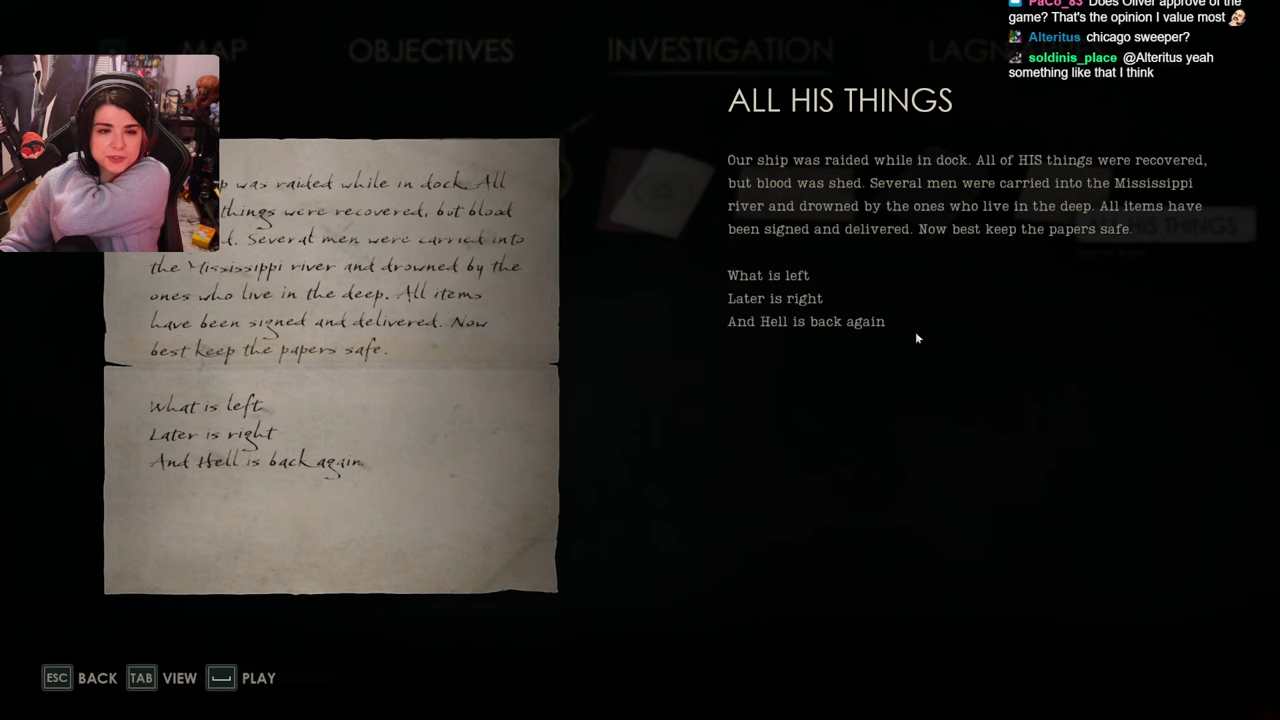 PaCo_83 Does Oliver approve of the
game? That's the opinion I value most
Alteritus chicago sweeper?
soldinis_place @Alteritus yeah
something like that I think
MAP
OBJECTIVES
INVESTIGATION
ALL HIS THINGS
Our ship was raided while in dock. All of HIS things were recovered,
but blood was shed. Several men were carried into the Mississippi
river and drowned by the ones who live in the deep. All items have
been signed and delivered. Now best keep the papers safe.
What is left
Later is right
And Hell is back again
ALL HIS THINGS
p was raided while in dock. All
things were recovered, but blood
d. Several men were carried into
the Mississippi river and drowned by the
ones who live in the deep. All items
have been signed and delivered. Now
best keep the papers safe.
What is left
Later is right
And Hell is back again
ESC BACK TAB VIEW PLAY